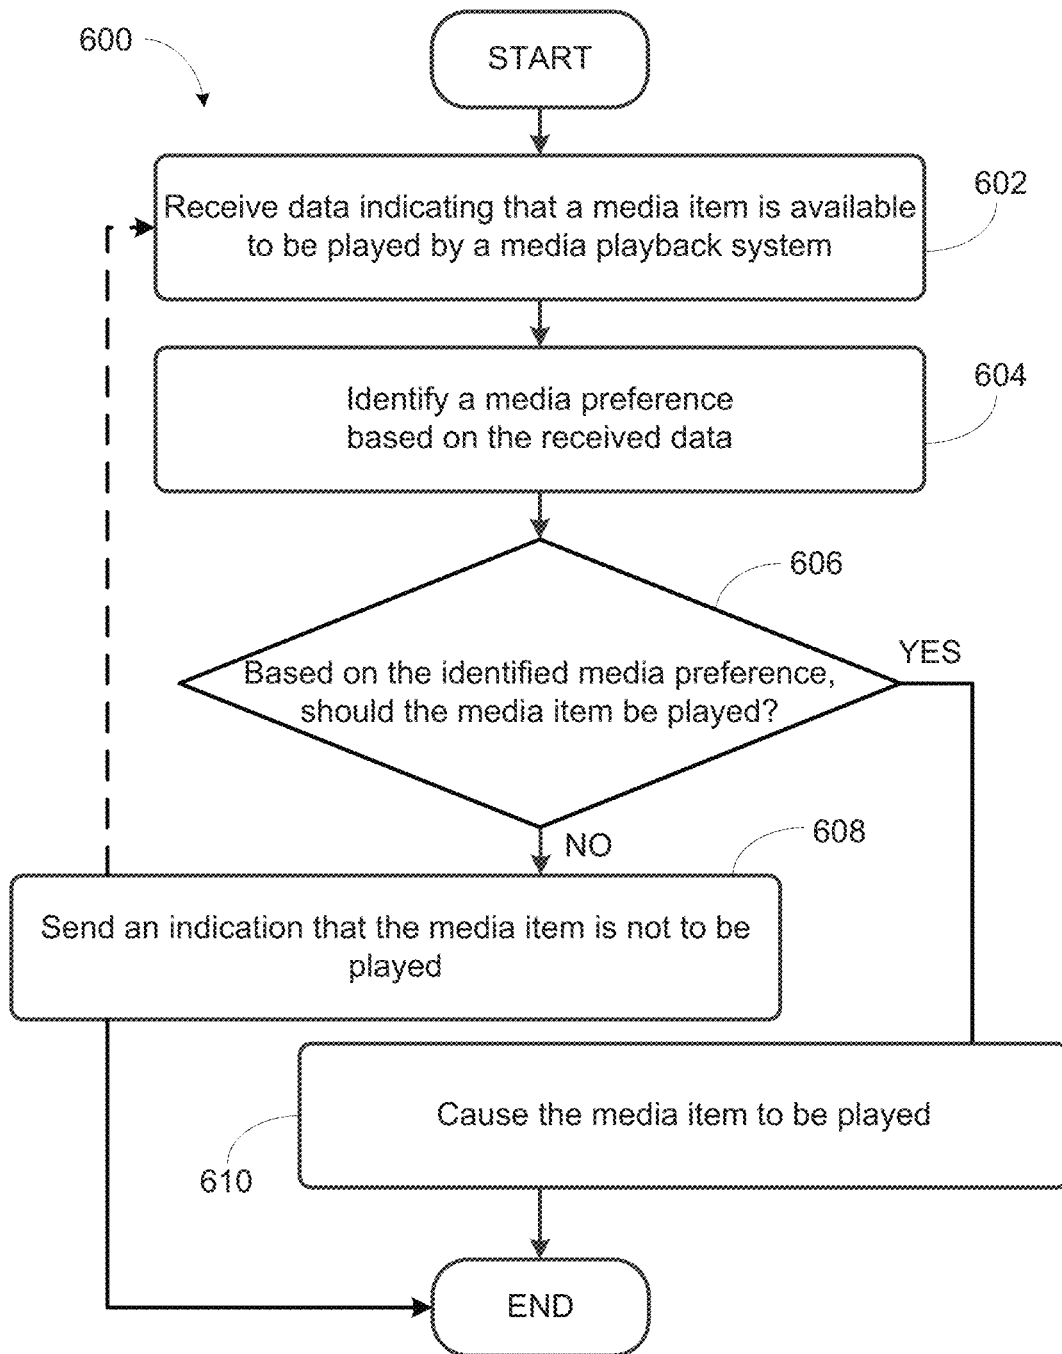 600
START
602
Receive data indicating that a media item is available
to be played by a media playback system
604
Identify a media preference
based on the received data
606
YES
Based on the identified media preference,
should the media item be played?
NO
608
Send an indication that the media item is not to be
played
Cause the media item to be played
610
END